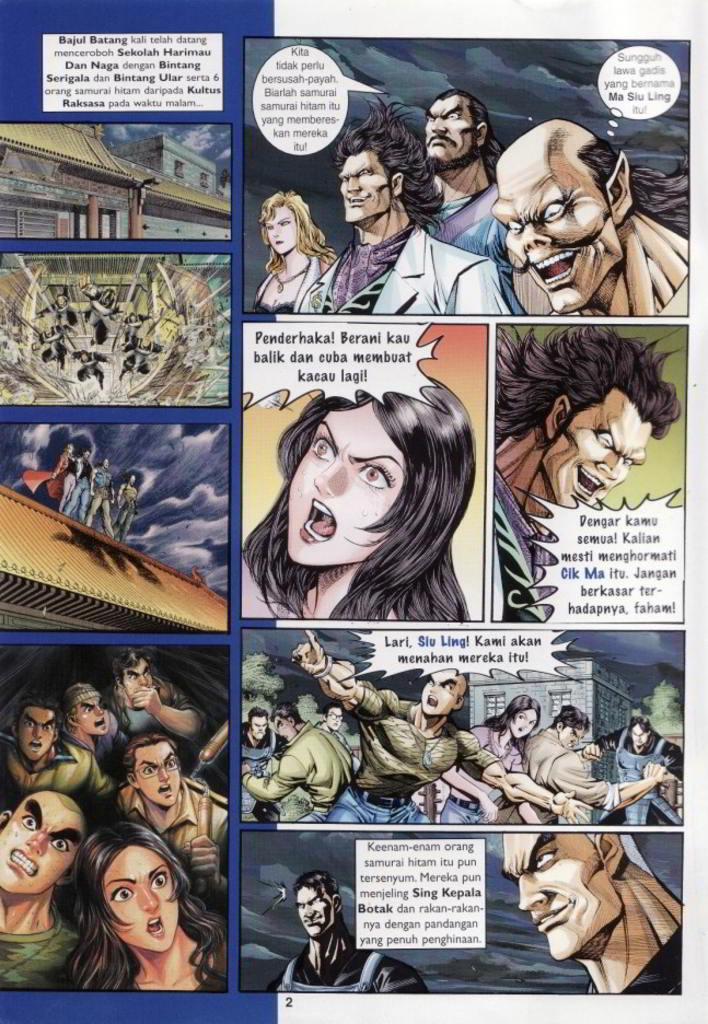 Bajul Batang kali telah datang
menceroboh Sekolah Harimau
Dan Naga dengan Bintang
Serigala dan Bintang Ular serta 6
orang samurai hitam daripada Kultus
Raksasa pada waktu malam...
Kita
tidak perlu
bersusah-payah.
Biarlah samurai
samurai hitam itu
yang memberes-
kan mereka
itu!
Sungguh
lawa gadis
yang bernama
Ma Siu Ling
itu!
Penderhaka! Berani kau
balik dan cuba membuat
kacau lagi!
Dengar kamu
semua! Kalian
mesti menghormati
Cik Ma itu. Jangan
berkasar ter-
hadapnya, faham!
Lari, Siu Ling! Kami akan
menahan mereka itu!
Keenam-enam orang
samurai hitam itu pun
tersenyum. Mereka pun
menjeling Sing Kepala
Botak dan rakan-rakan-
nya dengan pandangan
yang penuh penghinaan.
2